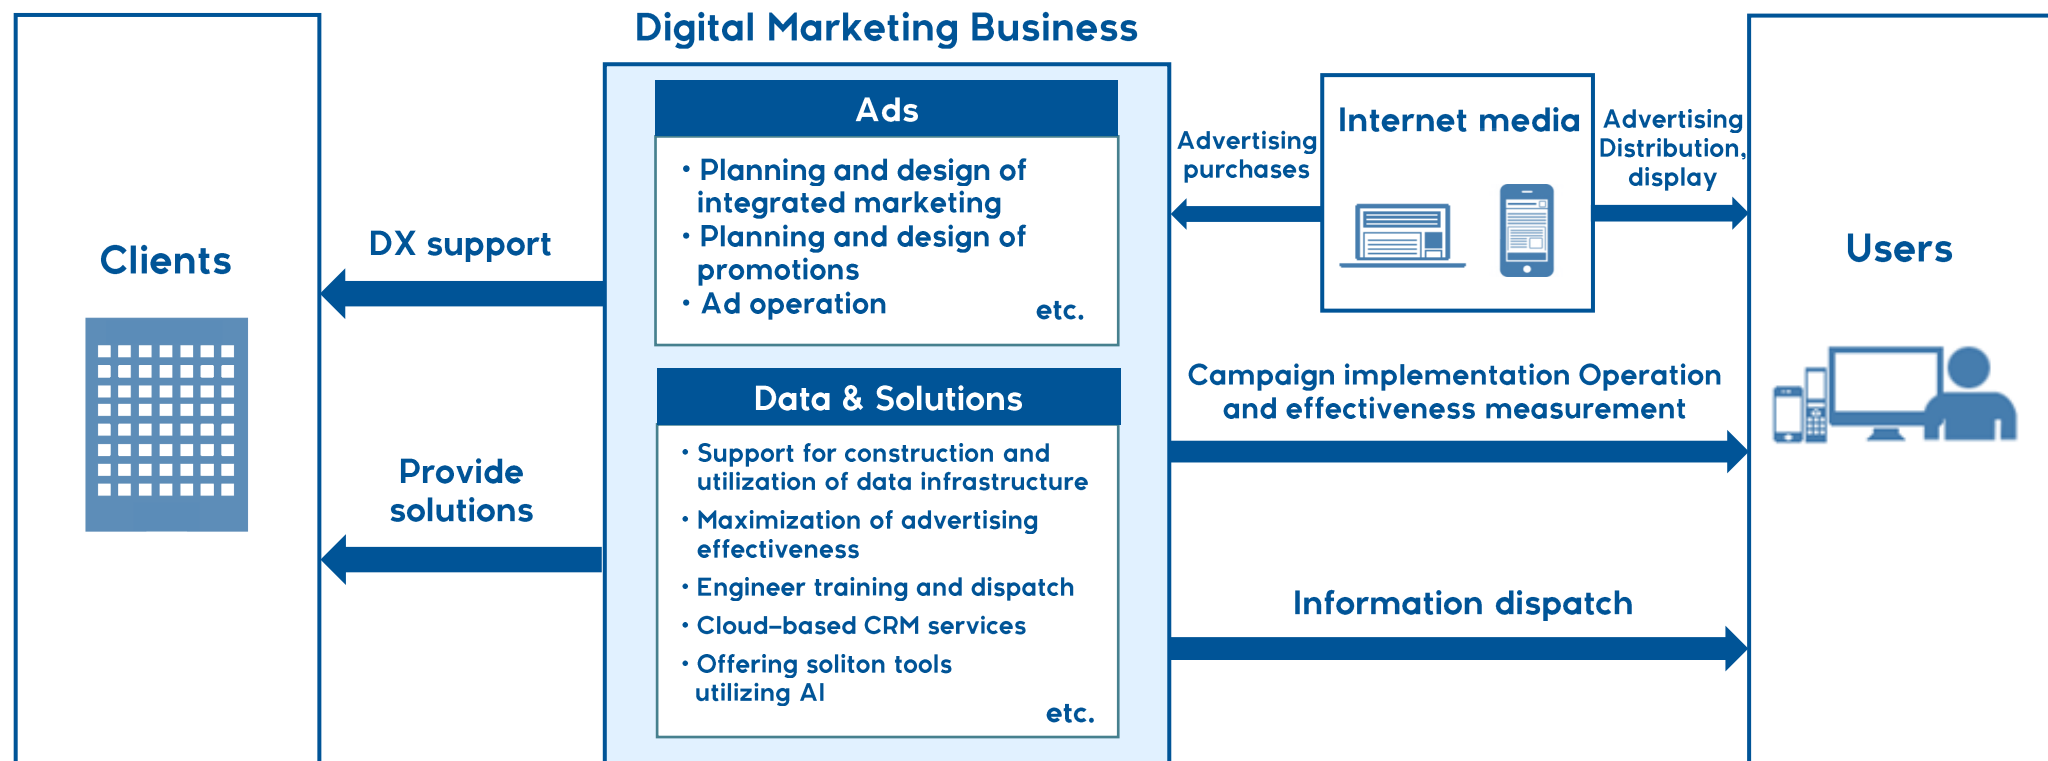 Digital Marketing Business
Clients
DX support
Provide
solutions
Ads
・Planning and design of
integrated marketing
・Planning and design of
promotions
・Ad operation
etc.
Data & Solutions
・Support for construction and
utilization of data infrastructure
・Maximization of advertising
effectiveness
・Engineer training and dispatch
・Cloud-based CRM services
・Offering soliton tools
utilizing AI
etc.
Advertising
purchases
Internet media
Advertising
Distribution,
display
Campaign implementation Operation
and effectiveness measurement
Information dispatch
Users